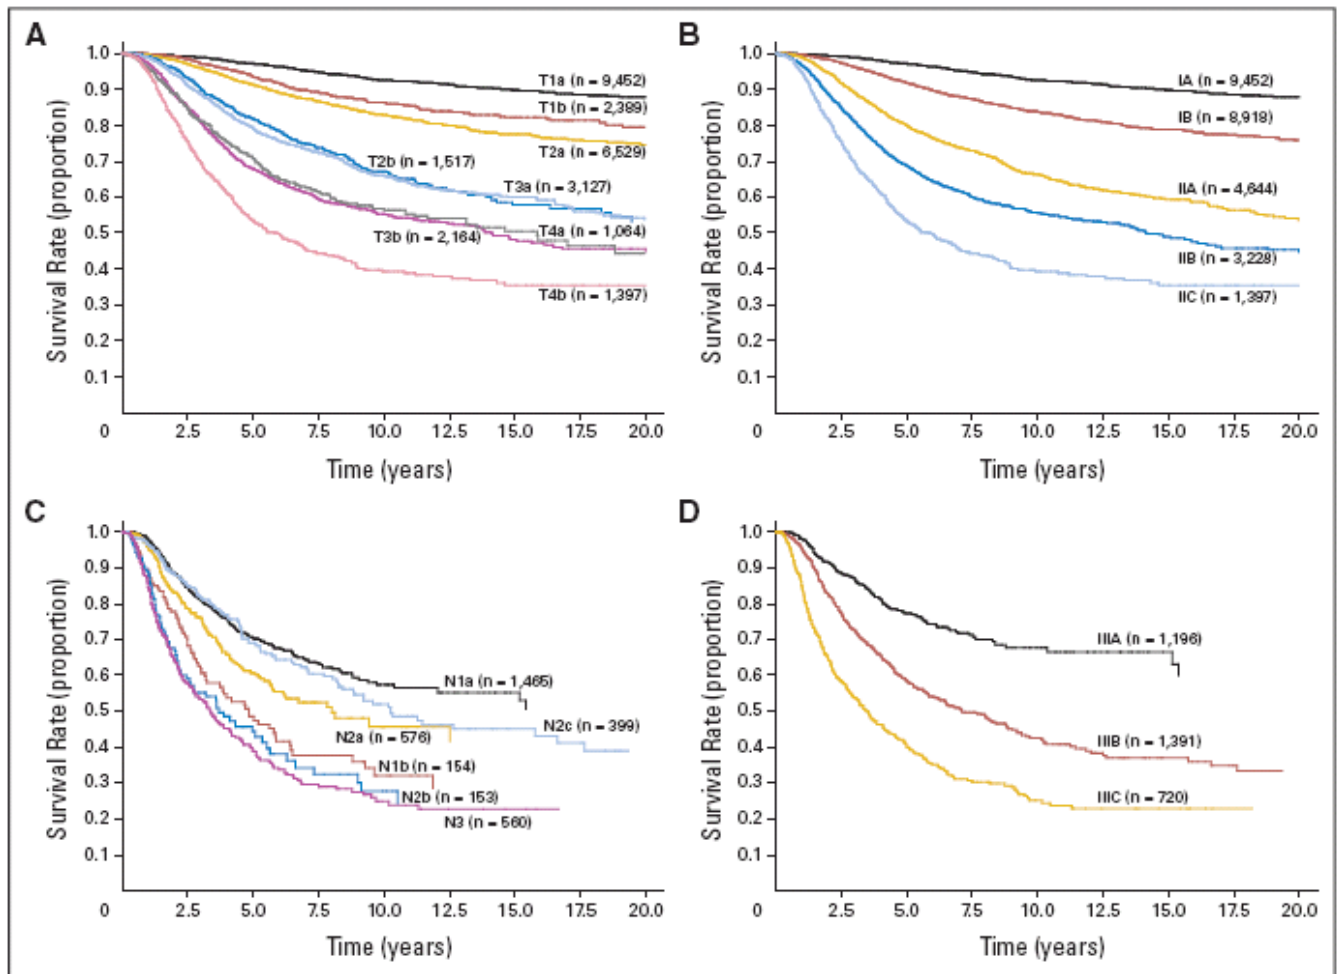 A
Survival Rate (proportion)
1.0
0.9
0.8
0.7
0.6
0.5
0.4
0.3
0.2
0.1
T1a (n = 9,452)
T1b (n = 2,389)
T2a (n = 6,529)
T2b (n = 1,517)
T3a (n = 3,127)
T4a (n = 1,064)
T3b (n = 2,164)
T4b (n = 1,397)
0 2.5 5.0 7.5 10.0 12.5 15.0 17.5 20.0
Time (years)
B
Survival Rate (proportion)
1.0
0.9
0.8
0.7
0.6
0.5
0.4
0.3
0.2
0.1
IA (n = 9,452)
IB (n = 8,918)
IIA (n = 4,644)
IIB (n = 3,228)
IIC (n = 1,397)
0 2.5 5.0 7.5 10.0 12.5 15.0 17.5 20.0
Time (years)
C
Survival Rate (proportion)
1.0
0.9
0.8
0.7
0.6
0.5
0.4
0.3
0.2
0.1
N1a (n = 1,465)
N2c (n = 399)
N2a (n = 576)
N1b (n = 154)
N2b (n = 153)
N3 (n = 560)
0 2.5 5.0 7.5 10.0 12.5 15.0 17.5 20.0
Time (years)
D
Survival Rate (proportion)
1.0
0.9
0.8
0.7
0.6
0.5
0.4
0.3
0.2
0.1
IIIA (n = 1,196)
IIIB (n = 1,391)
IIIC (n = 720)
0 2.5 5.0 7.5 10.0 12.5 15.0 17.5 20.0
Time (years)